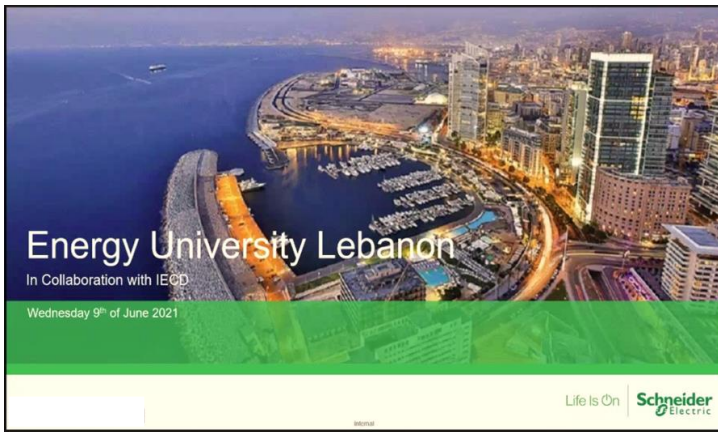 Energy University Lebanon
In Collaboration with IECD
Wednesday 9th of June 2021
Life Is On
Schneider
Electric
Internal